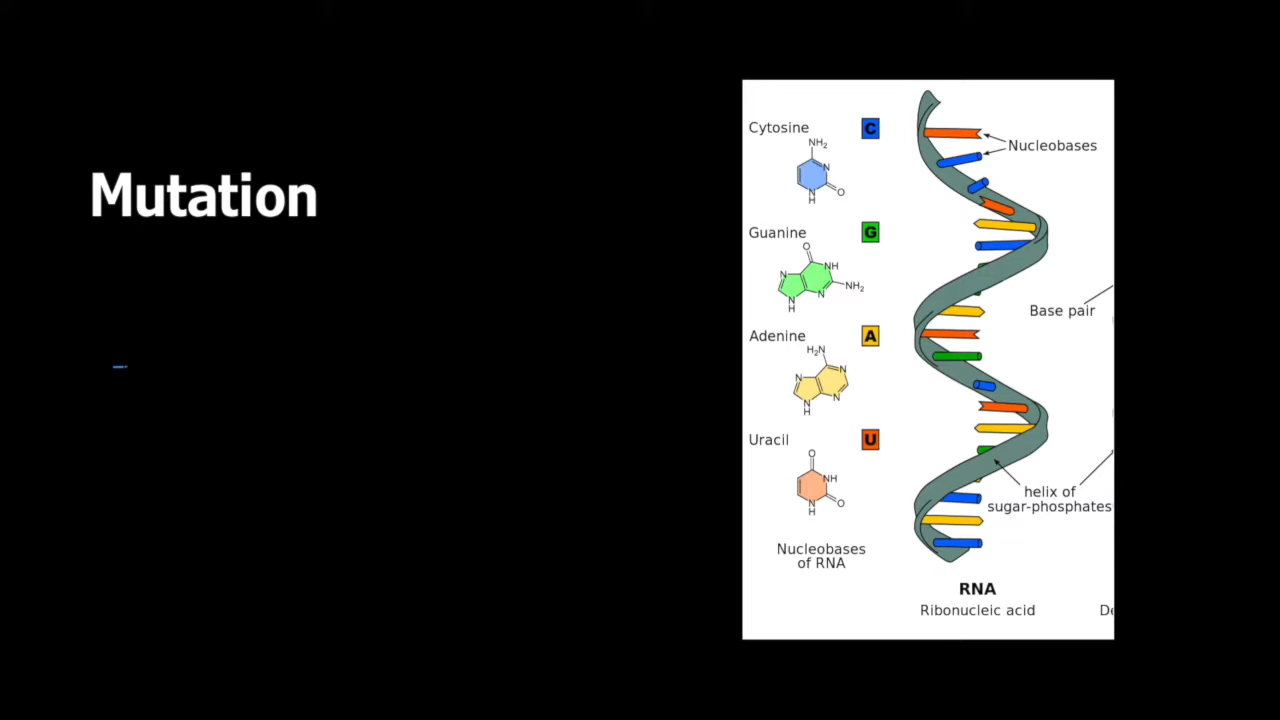 Mutation
Cytosine
C
NH₂
N
N
H
O
Guanine
G
O
N
NH
N
H
N
NH₂
Adenine
A
H₂N
N
N
N
H
N
Uracil
U
O
NH
N
H
O
Nucleobases
of RNA
Nucleobases
Base pair
helix of
sugar-phosphates
RNA
Ribonucleic acid
De